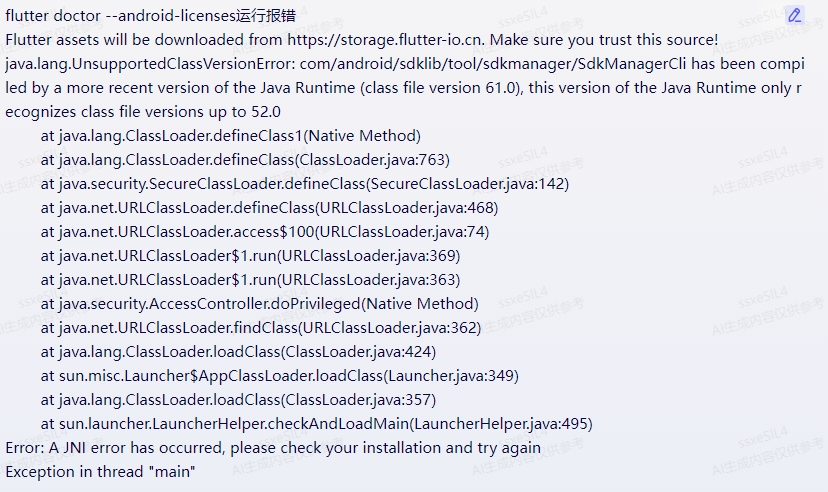 flutter doctor --android-licenses运行报错
Flutter assets will be downloaded from https://storage.flutter-io.cn. Make sure you trust this source!
java.lang.UnsupportedClassVersionError: com/android/sdklib/tool/sdkmanager/SdkManagerCli has been compi
led by a more recent version of the Java Runtime (class file version 61.0), this version of the Java Runtime only r
ecognizes class file versions up to 52.0
at java.lang.ClassLoader.defineClass1(Native Method)
at java.lang.ClassLoader.defineClass(ClassLoader.java:763)
at java.security.SecureClassLoader.defineClass(SecureClassLoader.java:142)
at java.net.URLClassLoader.defineClass(URLClassLoader.java:468)
at java.net.URLClassLoader.access$100(URLClassLoader.java:74)
at java.net.URLClassLoader$1.run(URLClassLoader.java:369)
at java.net.URLClassLoader$1.run(URLClassLoader.java:363)
at java.security.AccessController.doPrivileged(Native Method)
at java.net.URLClassLoader.findClass(URLClassLoader.java:362)
at java.lang.ClassLoader.loadClass(ClassLoader.java:424)
at sun.misc.Launcher$AppClassLoader.loadClass(Launcher.java:349)
at java.lang.ClassLoader.loadClass(ClassLoader.java:357)
at sun.launcher.LauncherHelper.checkAndLoadMain(LauncherHelper.java:495)
Error: A JNI error has occurred, please check your installation and try again
Exception in thread "main"
ssxeSIL4
AI生成内容仅供参考